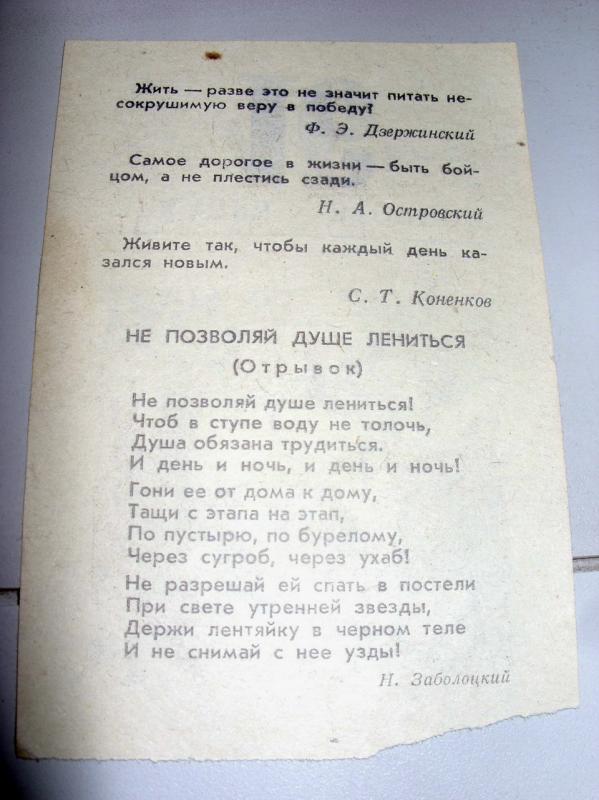 Жить — разве это не значит питать не-
сокрушимую веру в победу?
Ф. Э. Дзержинский
Самое дорогое в жизни — быть бой-
цом, а не плестись сзади.
Н. А. Островский
Живите так, чтобы каждый день ка-
зался новым.
С. Т. Коненков
НЕ ПОЗВОЛЯЙ ДУШЕ ЛЕНИТЬСЯ
(Отрывок)
Не позволяй душе лениться!
Чтоб в ступе воду не толочь,
Душа обязана трудиться.
И день и ночь, и день и ночь!
Гони ее от дома к дому,
Тащи с этапа на этап,
По пустырю, по бурелому,
Через сугроб, через ухаб!
Не разрешай ей спать в постели
При свете утренней звезды,
Держи лентяйку в черном теле
И не снимай с нее узды!
Н. Заболоцкий